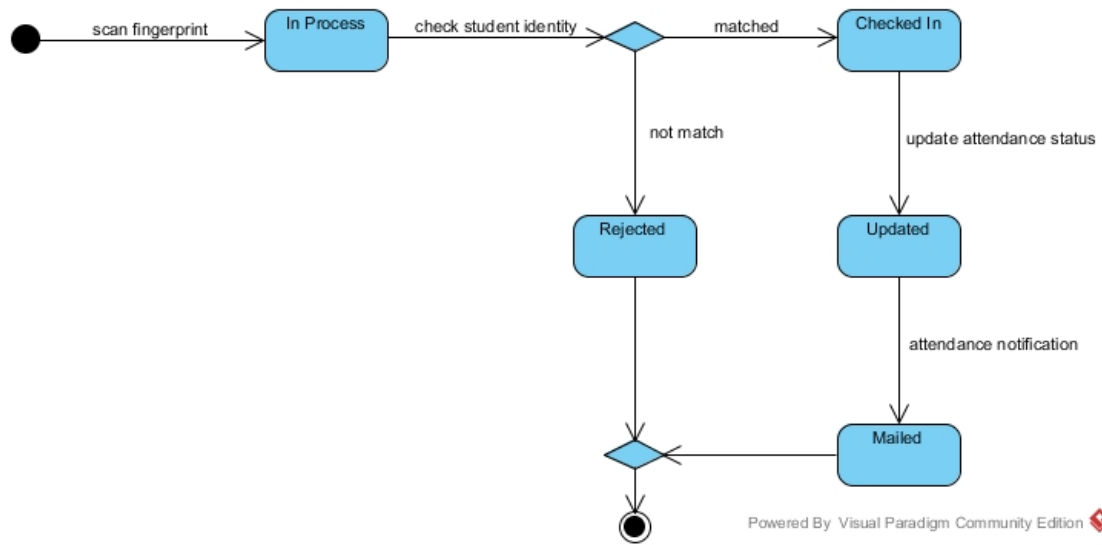 scan fingerprint
In Process
check student identity
matched
Checked In
not match
update attendance status
Rejected
Updated
attendance notification
Mailed
Powered By Visual Paradigm Community Edition